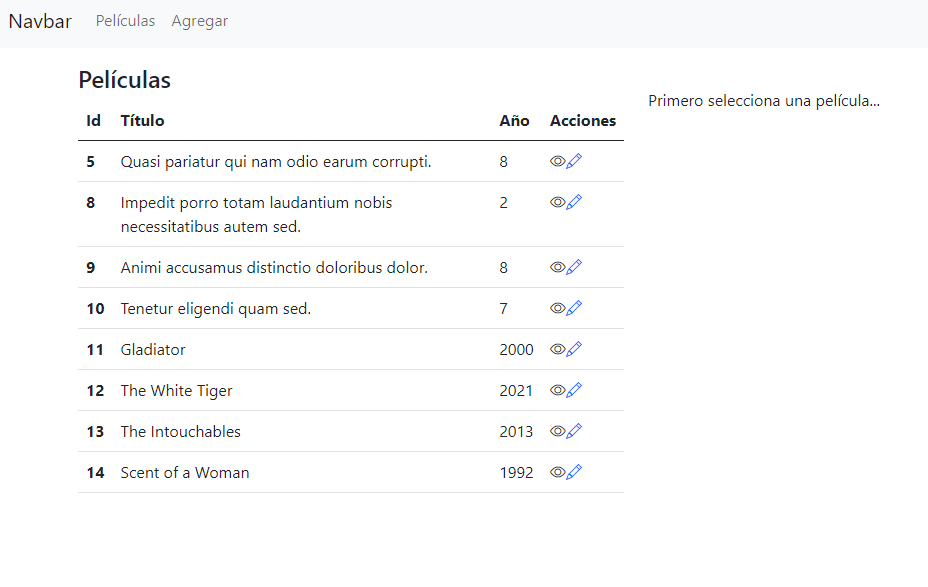 Navbar Películas Agregar
Películas
Primero selecciona una película...
Id Título Año Acciones
5 Quasi pariatur qui nam odio earum corrupti. 8
8 Impedit porro totam laudantium nobis 2
necessitatibus autem sed.
9 Animi accusamus distinctio doloribus dolor. 8
10 Tenetur eligendi quam sed. 7
11 Gladiator 2000
12 The White Tiger 2021
13 The Intouchables 2013
14 Scent of a Woman 1992